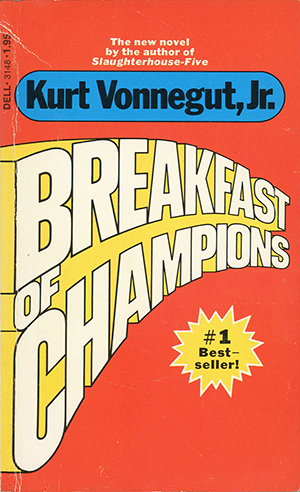 DELL • 3148 • 1.95
The new novel
by the author of
Slaughterhouse-Five
Kurt Vonnegut, Jr.
BREAKFAST
OF
CHAMPIONS
#1
Best-
seller!